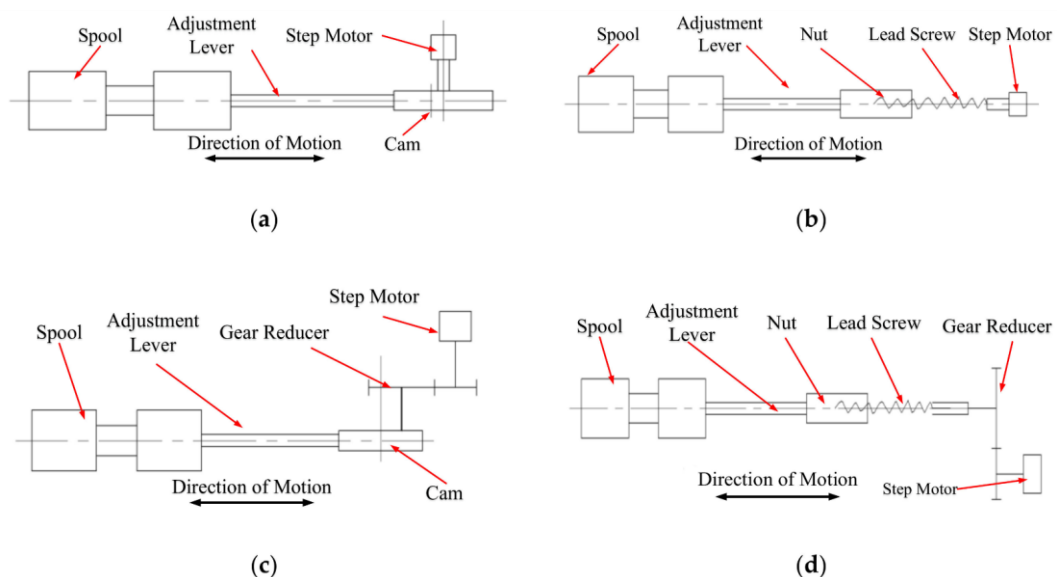 Spool
Adjustment
Lever
Step Motor
Cam
Direction of Motion
(a)
Spool
Adjustment
Lever
Nut
Lead Screw
Step Motor
Direction of Motion
(b)
Spool
Adjustment
Lever
Gear Reducer
Step Motor
Cam
Direction of Motion
(c)
Spool
Adjustment
Lever
Nut
Lead Screw
Gear Reducer
Step Motor
Direction of Motion
(d)